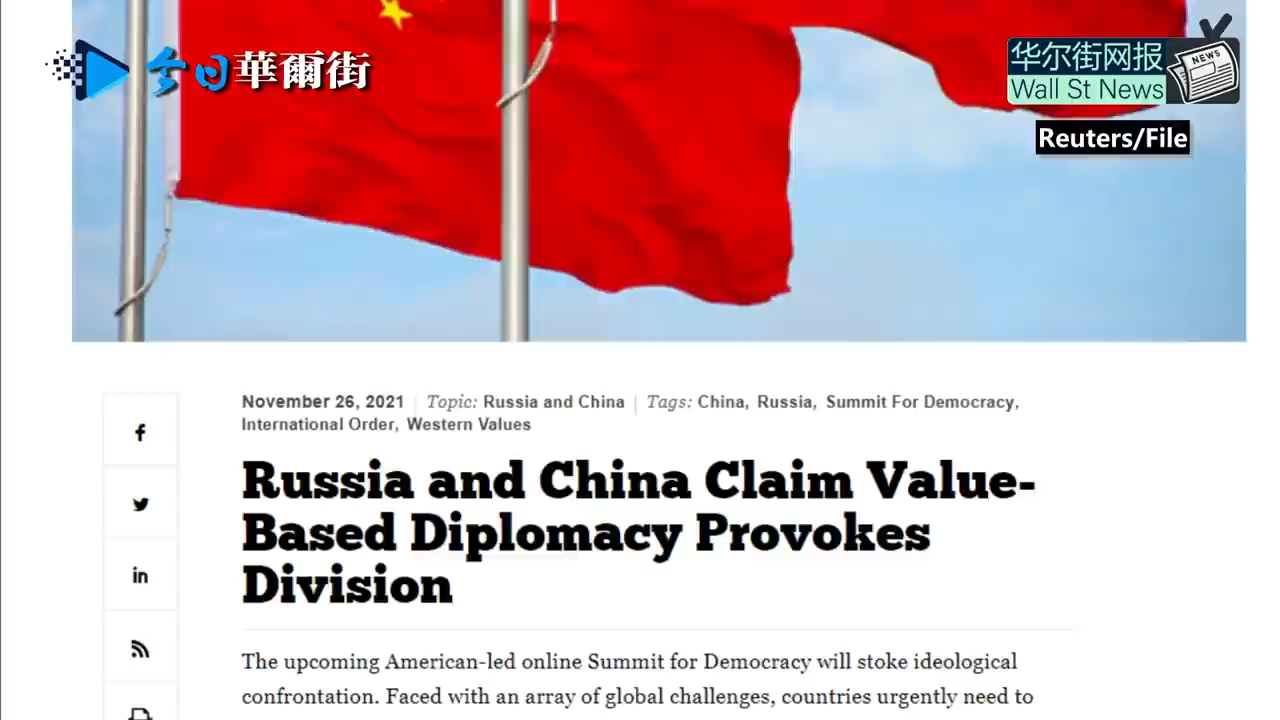 今日華爾街
华尔街网报
Wall St News
NEWS
Reuters/File
November 26, 2021 | Topic: Russia and China | Tags: China, Russia, Summit For Democracy,
International Order, Western Values
Russia and China Claim Value-
Based Diplomacy Provokes
Division
The upcoming American-led online Summit for Democracy will stoke ideological
confrontation. Faced with an array of global challenges, countries urgently need to